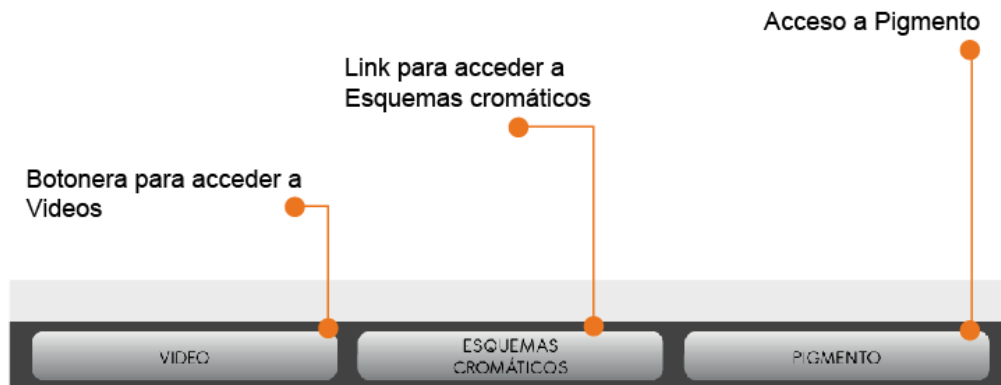 Acceso a Pigmento
Link para acceder a
Esquemas cromáticos
Botonera para acceder a
Videos
VIDEO
ESQUEMAS
CROMÁTICOS
PIGMENTO